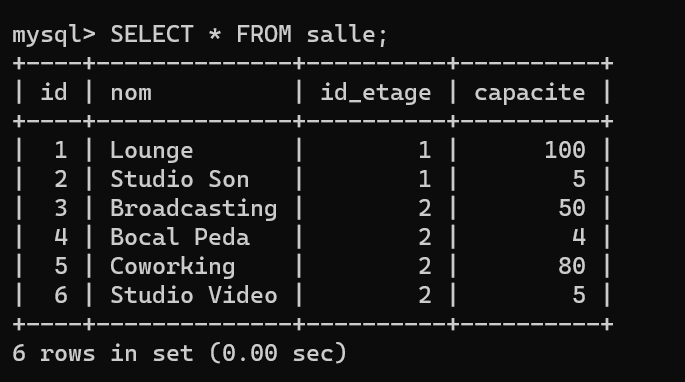 mysql> SELECT * FROM salle;
+----+--------------+----------+----------+
| id | nom          | id_etage | capacite |
+----+--------------+----------+----------+
|  1 | Lounge       |        1 |      100 |
|  2 | Studio Son   |        1 |        5 |
|  3 | Broadcasting |        2 |       50 |
|  4 | Bocal Peda   |        2 |        4 |
|  5 | Coworking    |        2 |       80 |
|  6 | Studio Video |        2 |        5 |
+----+--------------+----------+----------+
6 rows in set (0.00 sec)